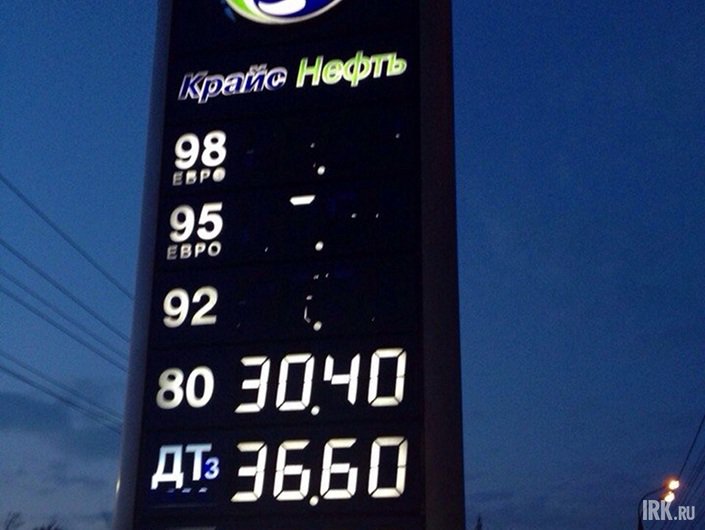 Крайс Нефть
98
ЕВРО
95
ЕВРО
92
80 30.40
ДТз 36.60
IRK.RU